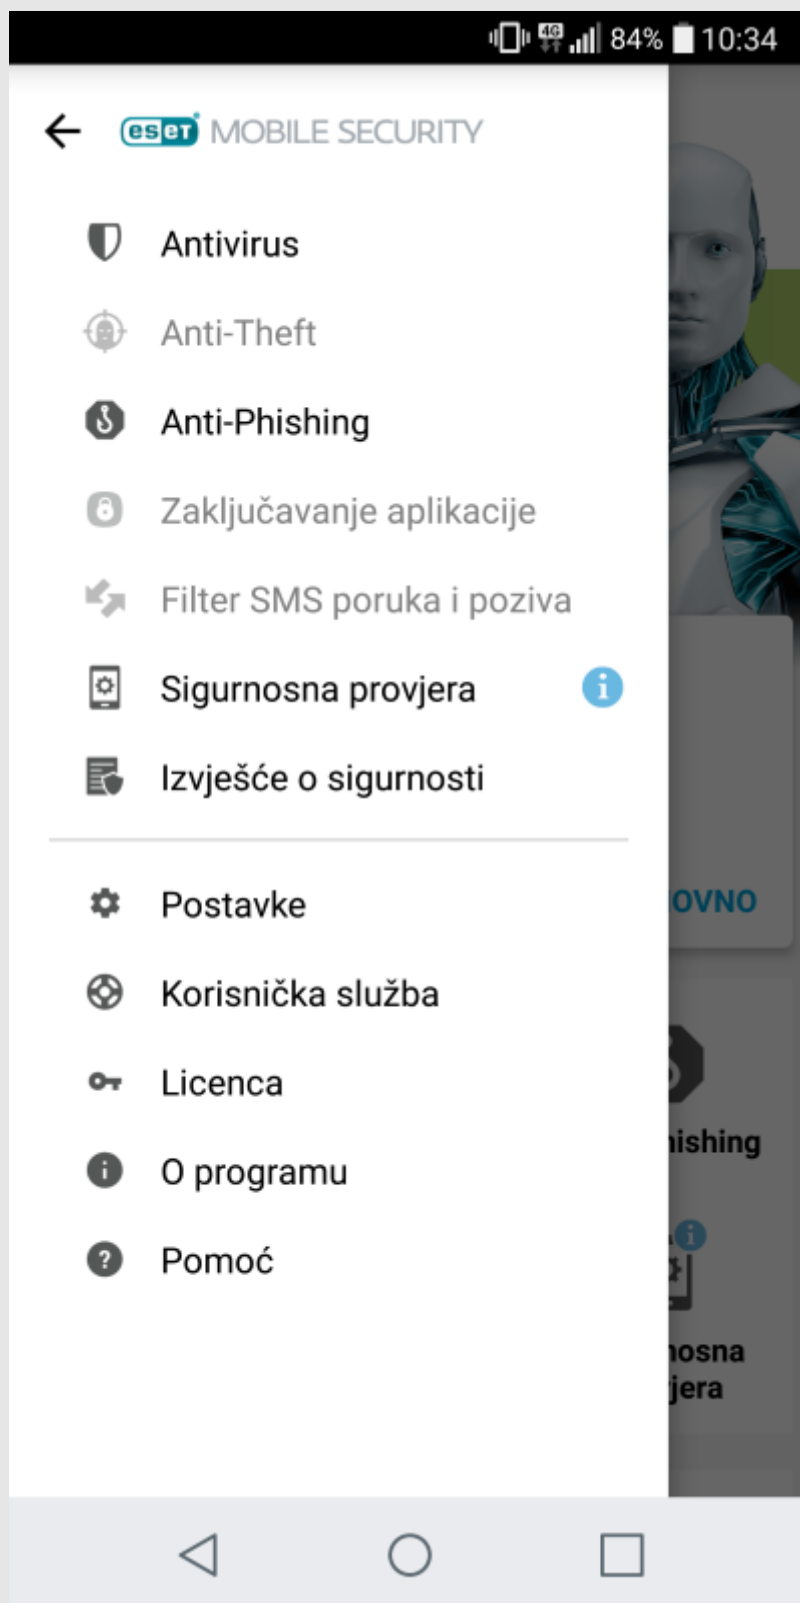 4G 84% 10:34
eset MOBILE SECURITY
Antivirus
Anti-Theft
Anti-Phishing
Zaključavanje aplikacije
Filter SMS poruka i poziva
Sigurnosna provjera
Izvješće o sigurnosti
OVNO
Postavke
Korisnička služba
Licenca
ishing
O programu
Pomoć
nosna
jera